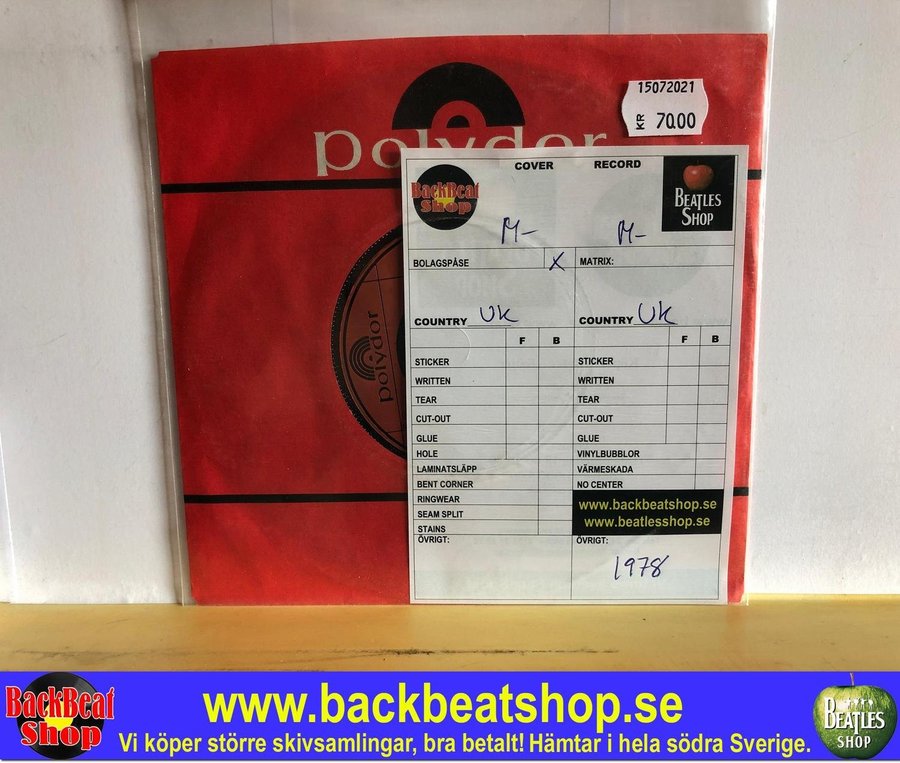 15072021
KR 70.00
polydor
polydor
COVER RECORD
BackBeat
Shop
BEATLES
SHOP
M- M-
BOLAGSPÅSE X MATRIX:
COUNTRY UK COUNTRY UK
F B F B
STICKER STICKER
WRITTEN WRITTEN
TEAR TEAR
CUT-OUT CUT-OUT
GLUE GLUE
HOLE VINYLBUBBLOR
LAMINATSLÄPP VÄRMESKADA
BENT CORNER NO CENTER
RINGWEAR www.backbeatshop.se
SEAM SPLIT www.beatlesshop.se
STAINS
ÖVRIGT: ÖVRIGT:
1978
BackBeat
Shop
www.backbeatshop.se
Vi köper större skivsamlingar, bra betalt! Hämtar i hela södra Sverige.
BEATLES
SHOP